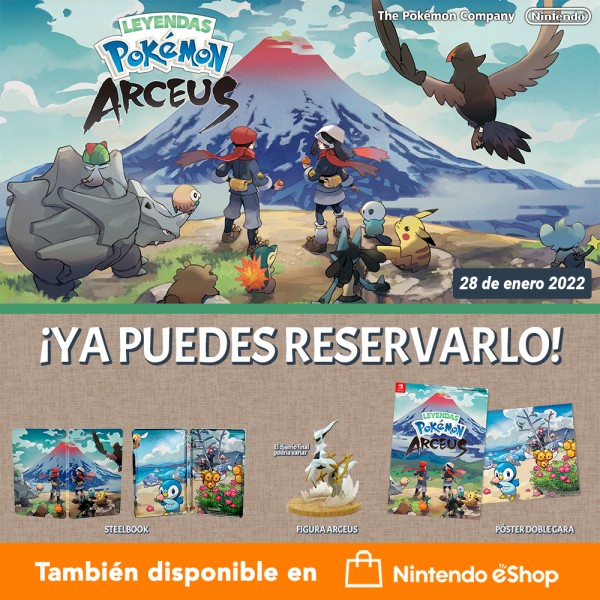 The Pokémon Company Nintendo
LEYENDAS
POKÉMON
ARCEUS
28 de enero 2022
¡YA PUEDES RESERVARLO!
El diseño final
podría variar
LEYENDAS
POKÉMON
ARCEUS
STEELBOOK
FIGURA ARCEUS
PÓSTER DOBLE CARA
También disponible en Nintendo eShop